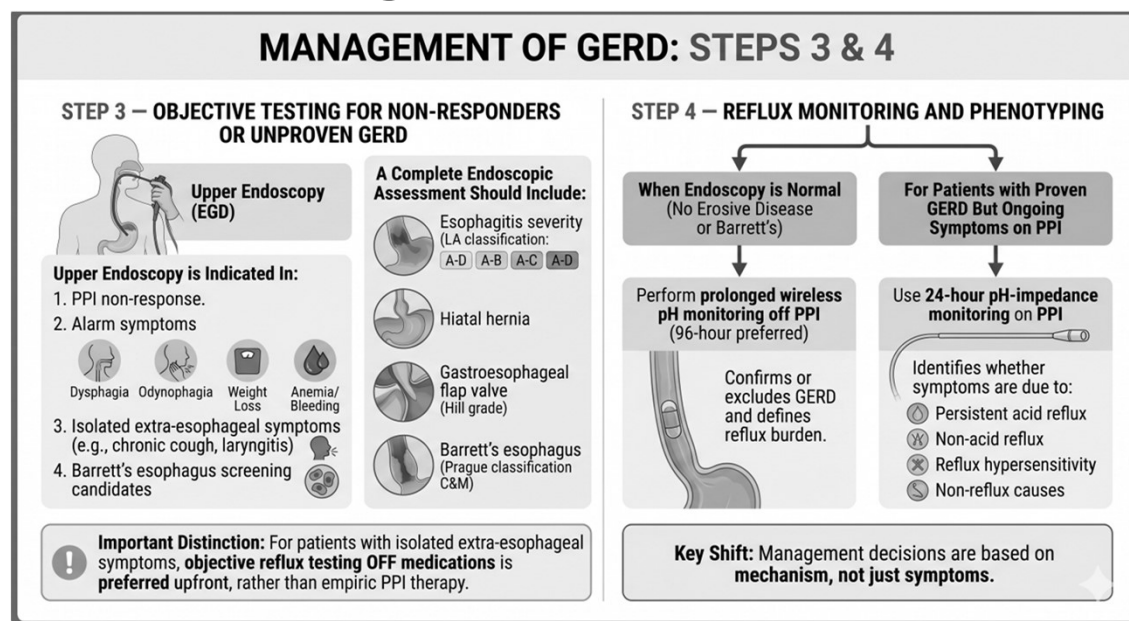 MANAGEMENT OF GERD: STEPS 3 & 4
STEP 3 — OBJECTIVE TESTING FOR NON-RESPONDERS
OR UNPROVEN GERD
Upper Endoscopy
(EGD)
Upper Endoscopy is Indicated In:
1. PPI non-response.
2. Alarm symptoms
Dysphagia
Odynophagia
Weight
Loss
Anemia/
Bleeding
3. Isolated extra-esophageal symptoms
(e.g., chronic cough, laryngitis)
4. Barrett's esophagus screening
candidates
A Complete Endoscopic
Assessment Should Include:
Esophagitis severity
(LA classification:
A-D A-B A-C A-D
Hiatal hernia
Gastroesophageal
flap valve
(Hill grade)
Barrett's esophagus
(Prague classification
C&M)
! Important Distinction: For patients with isolated extra-esophageal
symptoms, objective reflux testing OFF medications is
preferred upfront, rather than empiric PPI therapy.
STEP 4 — REFLUX MONITORING AND PHENOTYPING
When Endoscopy is Normal
(No Erosive Disease
or Barrett's)
Perform prolonged wireless
pH monitoring off PPI
(96-hour preferred)
Confirms or
excludes GERD
and defines
reflux burden.
For Patients with Proven
GERD But Ongoing
Symptoms on PPI
Use 24-hour pH-impedance
monitoring on PPI
Identifies whether
symptoms are due to:
Persistent acid reflux
Non-acid reflux
Reflux hypersensitivity
Non-reflux causes
Key Shift: Management decisions are based on
mechanism, not just symptoms.